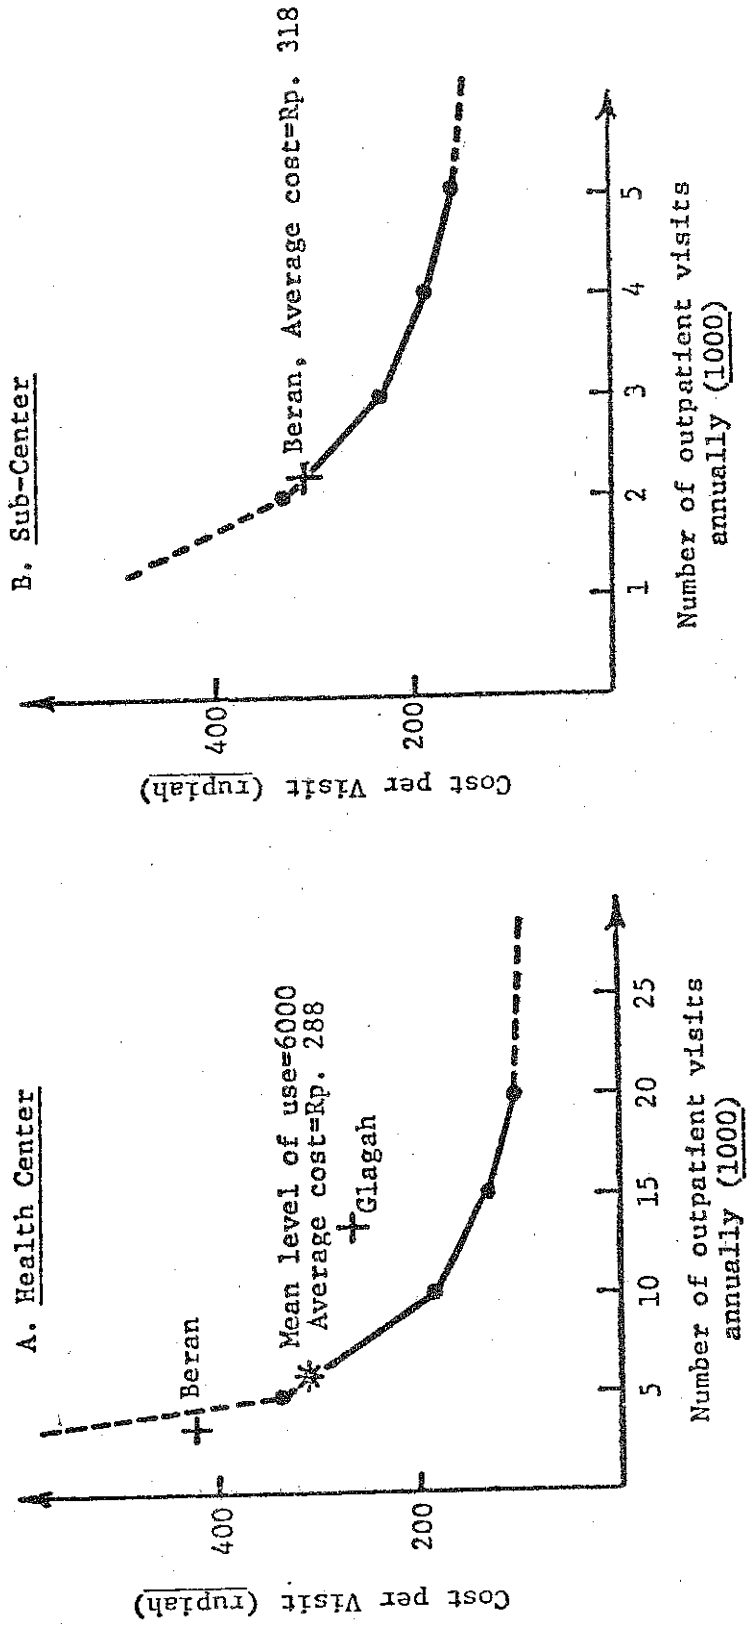 A. Health Center
Cost per Visit (rupiah)
400
200
Beran
Mean level of use=6000
Average cost=Rp. 288
Glagah
5
10
15
20
25
Number of outpatient visits
annually (1000)
B. Sub-Center
Cost per Visit (rupiah)
400
200
Beran, Average cost=Rp. 318
1
2
3
4
5
Number of outpatient visits
annually (1000)